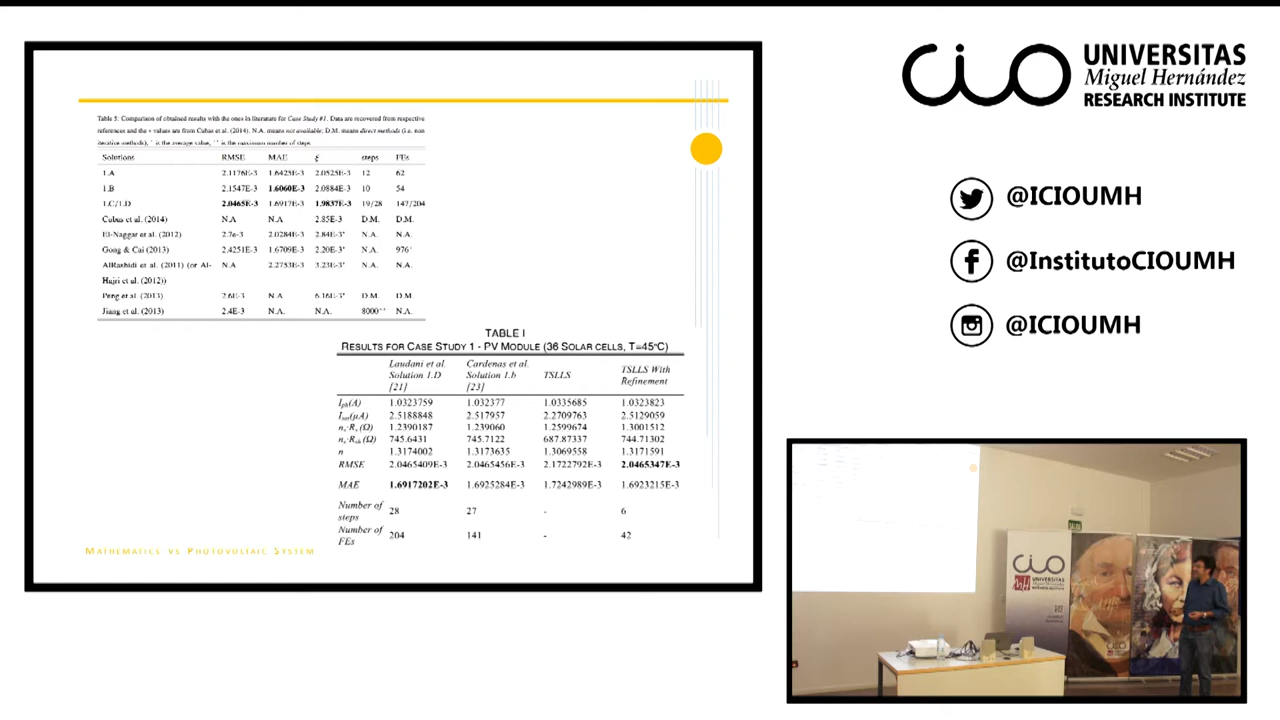 Table 5: Comparison of obtained results with the ones in literature for Case Study #1. Data are recovered from respective
references and the * values are from Cubas et al. (2014). N.A. means not available; D.M. means direct methods (i.e. non
iterative methods), ' is the average value, '' is the maximum number of steps
Solutions RMSE MAE ξ steps FEs
1.A 2.1176E-3 1.6425E-3 2.0525E-3 12 62
1.B 2.1547E-3 1.6060E-3 2.0884E-3 10 54
1.C/1.D 2.0465E-3 1.6917E-3 1.9837E-3 19/28 147/204
Cubas et al. (2014) N.A N.A 2.85E-3 D.M. D.M.
El-Naggar et al. (2012) 2.7e-3 2.0284E-3 2.84E-3* N.A. N.A.
Gong & Cai (2013) 2.4251E-3 1.6709E-3 2.20E-3* N.A. 976'
AlRashidi et al. (2011) (or Al- N.A 2.2753E-3 3.23E-3* N.A. N.A.
Hajri et al. (2012))
Peng et al. (2013) 2.6E-3 N.A 6.16E-3* D.M. D.M.
Jiang et al. (2013) 2.4E-3 N.A. N.A. 8000'' N.A.
TABLE I
RESULTS FOR CASE STUDY 1 - PV MODULE (36 SOLAR CELLS, T=45°C)
Laudani et al. Solution 1.D [21] Cardenas et al. Solution 1.b [23] TSLLS TSLLS With Refinement
Iph(A) 1.0323759 1.032377 1.0335685 1.0323823
Isat(μA) 2.5188848 2.517957 2.2709763 2.5129059
ns·Rs(Ω) 1.2390187 1.239060 1.2599674 1.3001512
ns·Rsh(Ω) 745.6431 745.7122 687.87337 744.71302
n 1.3174002 1.3173635 1.3069558 1.3171591
RMSE 2.0465409E-3 2.0465456E-3 2.1722792E-3 2.0465347E-3
MAE 1.6917202E-3 1.6925284E-3 1.7242989E-3 1.6923215E-3
Number of steps 28 27 - 6
Number of FEs 204 141 - 42
MATHEMATICS VS PHOTOVOLTAIC SYSTEM
cio UNIVERSITAS
Miguel Hernández
RESEARCH INSTITUTE
@ICIOUMH
@InstitutoCIOUMH
@ICIOUMH
cio
UNIVERSITAS